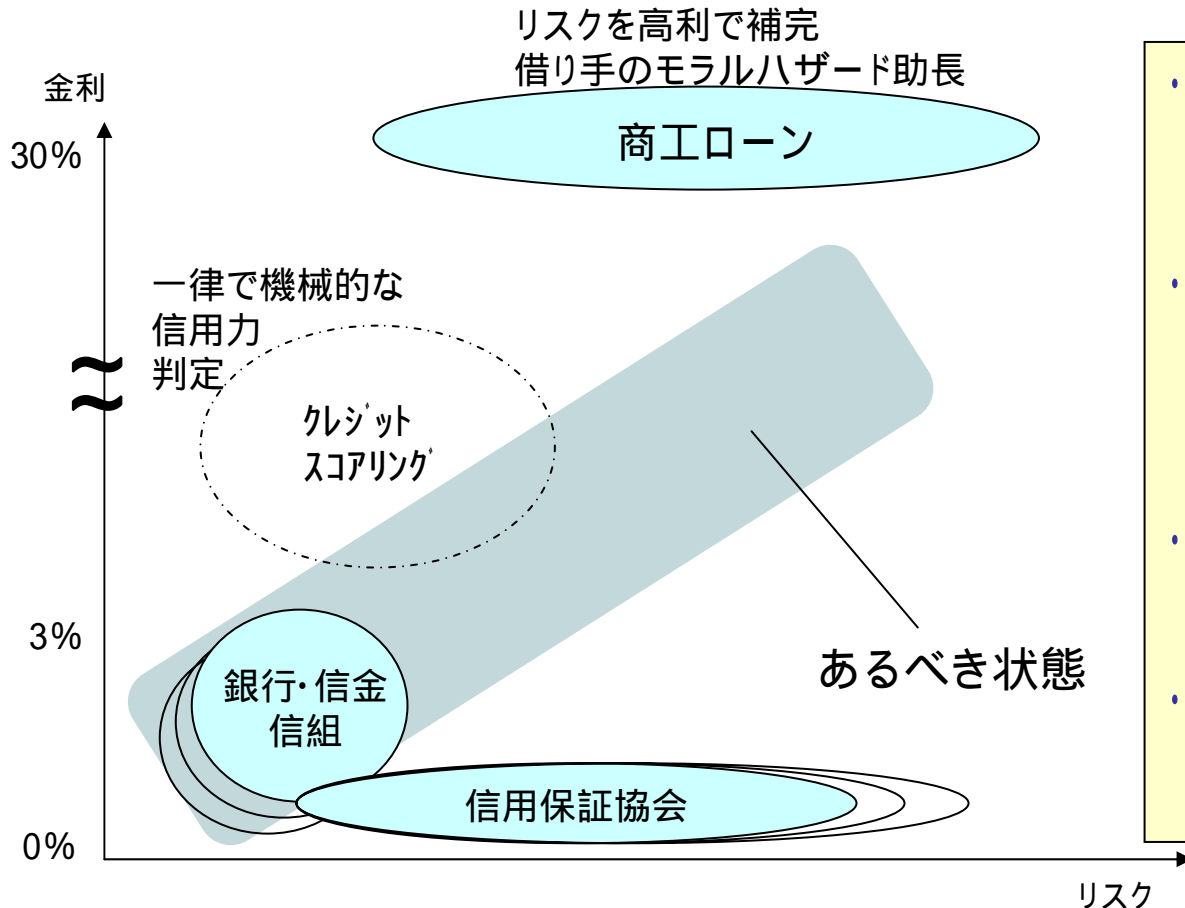 リスクを高利で補完
借り手のモラルハザード助長
金利
商工ローン
30%
一律で機械的な
信用力
判定
クレジット
スコアリング
3%
あるべき状態
銀行・信金
信組
信用保証協会
0%
リスク